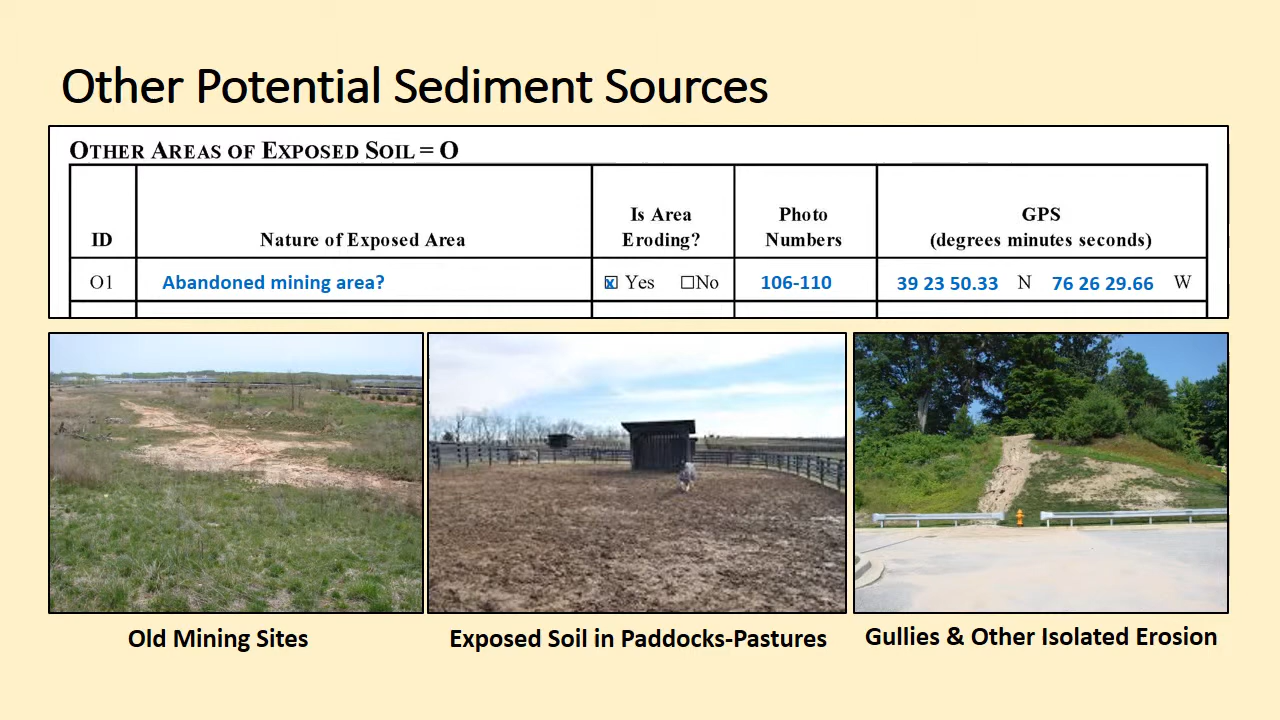 Other Potential Sediment Sources
OTHER AREAS OF EXPOSED SOIL = O
Is Area Photo GPS
ID Nature of Exposed Area Eroding? Numbers (degrees minutes seconds)
O1 Abandoned mining area? ☒ Yes ☐No 106-110 39 23 50.33 N 76 26 29.66 W
Old Mining Sites Exposed Soil in Paddocks-Pastures Gullies & Other Isolated Erosion